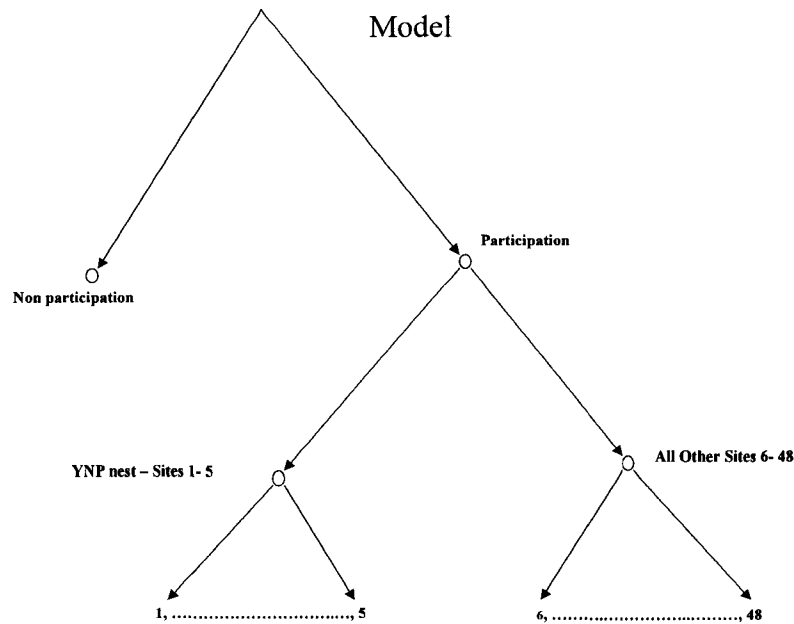 Model
Participation
Non participation
YNP nest – Sites 1- 5
All Other Sites 6- 48
1, ................................., 5
6, ..................................., 48